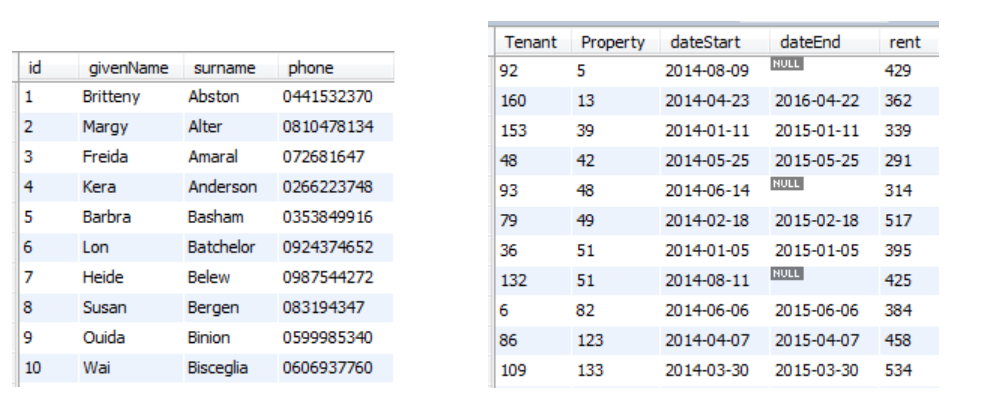 id givenName surname phone
1 Britteny Abston 0441532370
2 Margy Alter 0810478134
3 Freida Amaral 072681647
4 Kera Anderson 0266223748
5 Barbra Basham 0353849916
6 Lon Batchelor 0924374652
7 Heide Belew 0987544272
8 Susan Bergen 083194347
9 Ouida Binion 0599985340
10 Wai Bisceglia 0606937760
Tenant Property dateStart dateEnd rent
92 5 2014-08-09 NULL 429
160 13 2014-04-23 2016-04-22 362
153 39 2014-01-11 2015-01-11 339
48 42 2014-05-25 2015-05-25 291
93 48 2014-06-14 NULL 314
79 49 2014-02-18 2015-02-18 517
36 51 2014-01-05 2015-01-05 395
132 51 2014-08-11 NULL 425
6 82 2014-06-06 2015-06-06 384
86 123 2014-04-07 2015-04-07 458
109 133 2014-03-30 2015-03-30 534